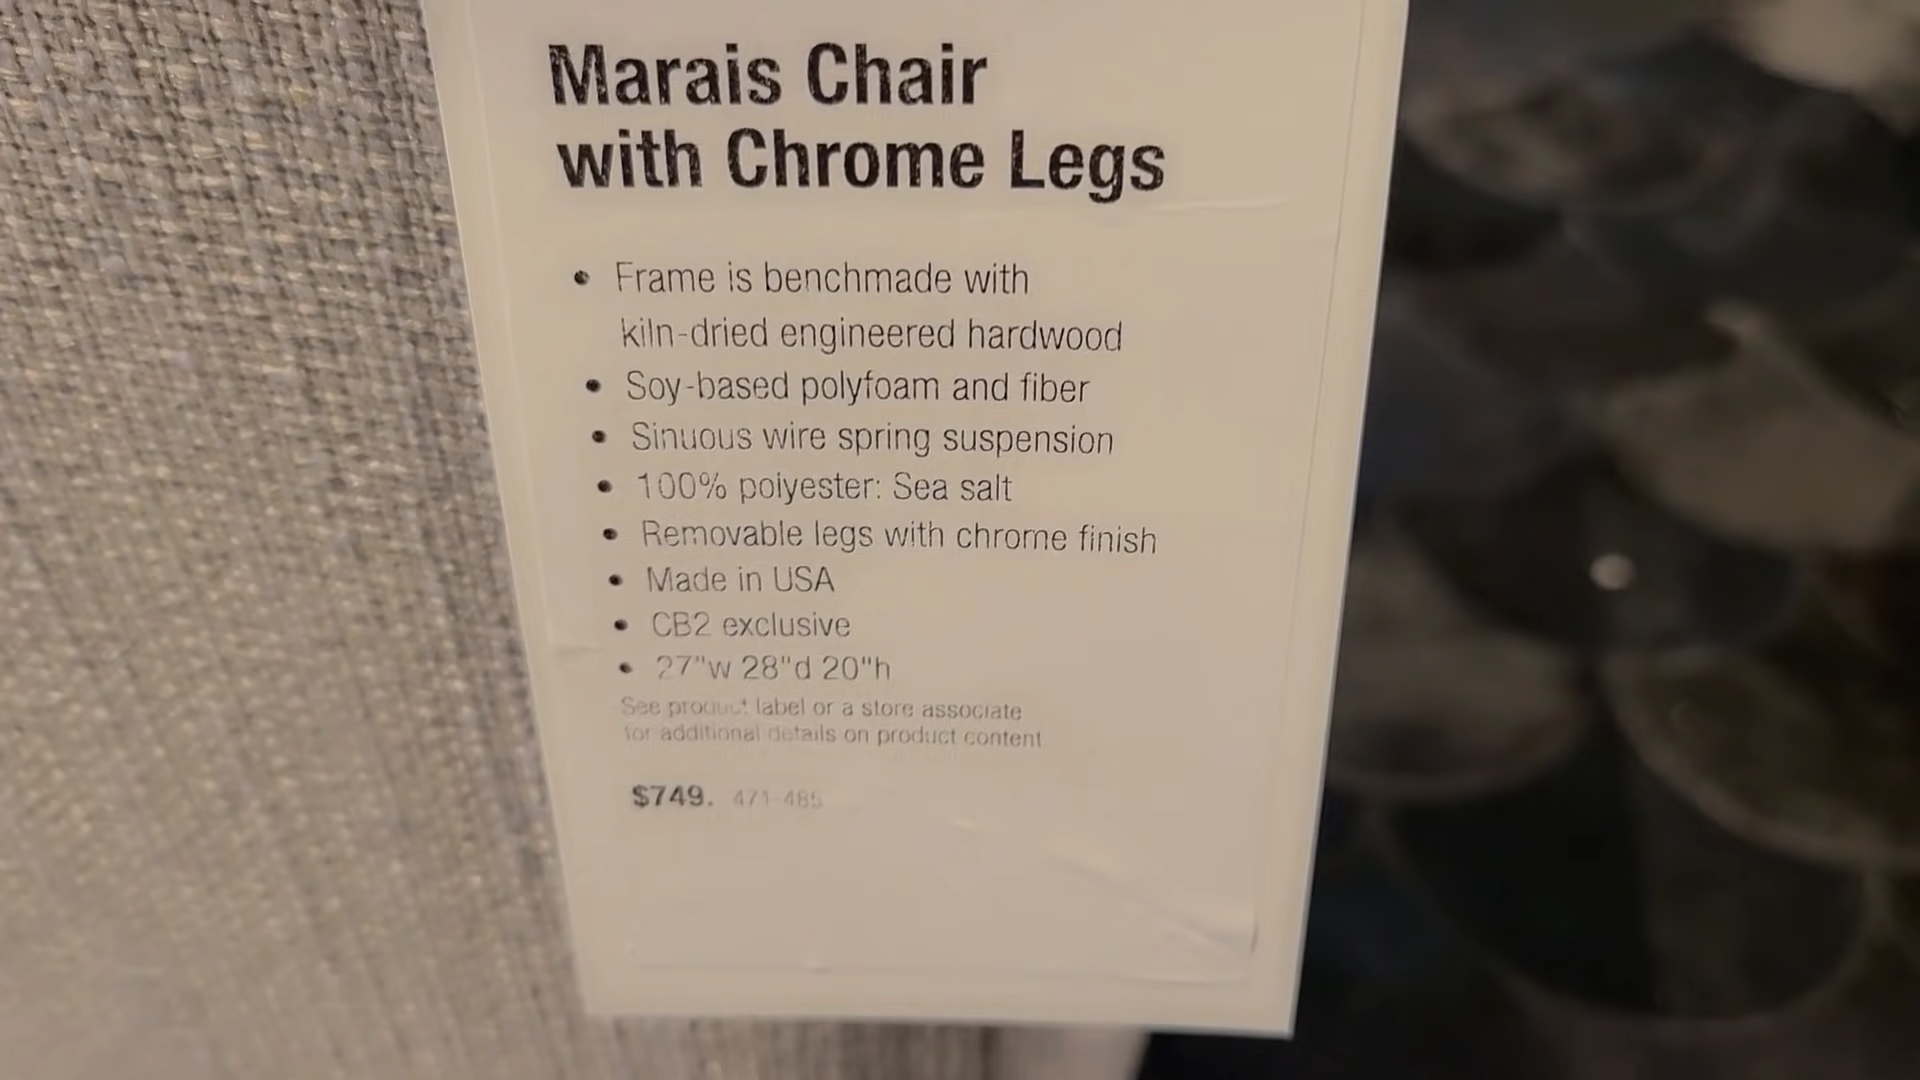 Marais Chair
with Chrome Legs
• Frame is benchmade with
kiln-dried engineered hardwood
• Soy-based polyfoam and fiber
• Sinuous wire spring suspension
• 100% polyester: Sea salt
• Removable legs with chrome finish
• Made in USA
• CB2 exclusive
• 27"w 28"d 20"h
See product label or a store associate
for additional details on product content
$749. 471-485